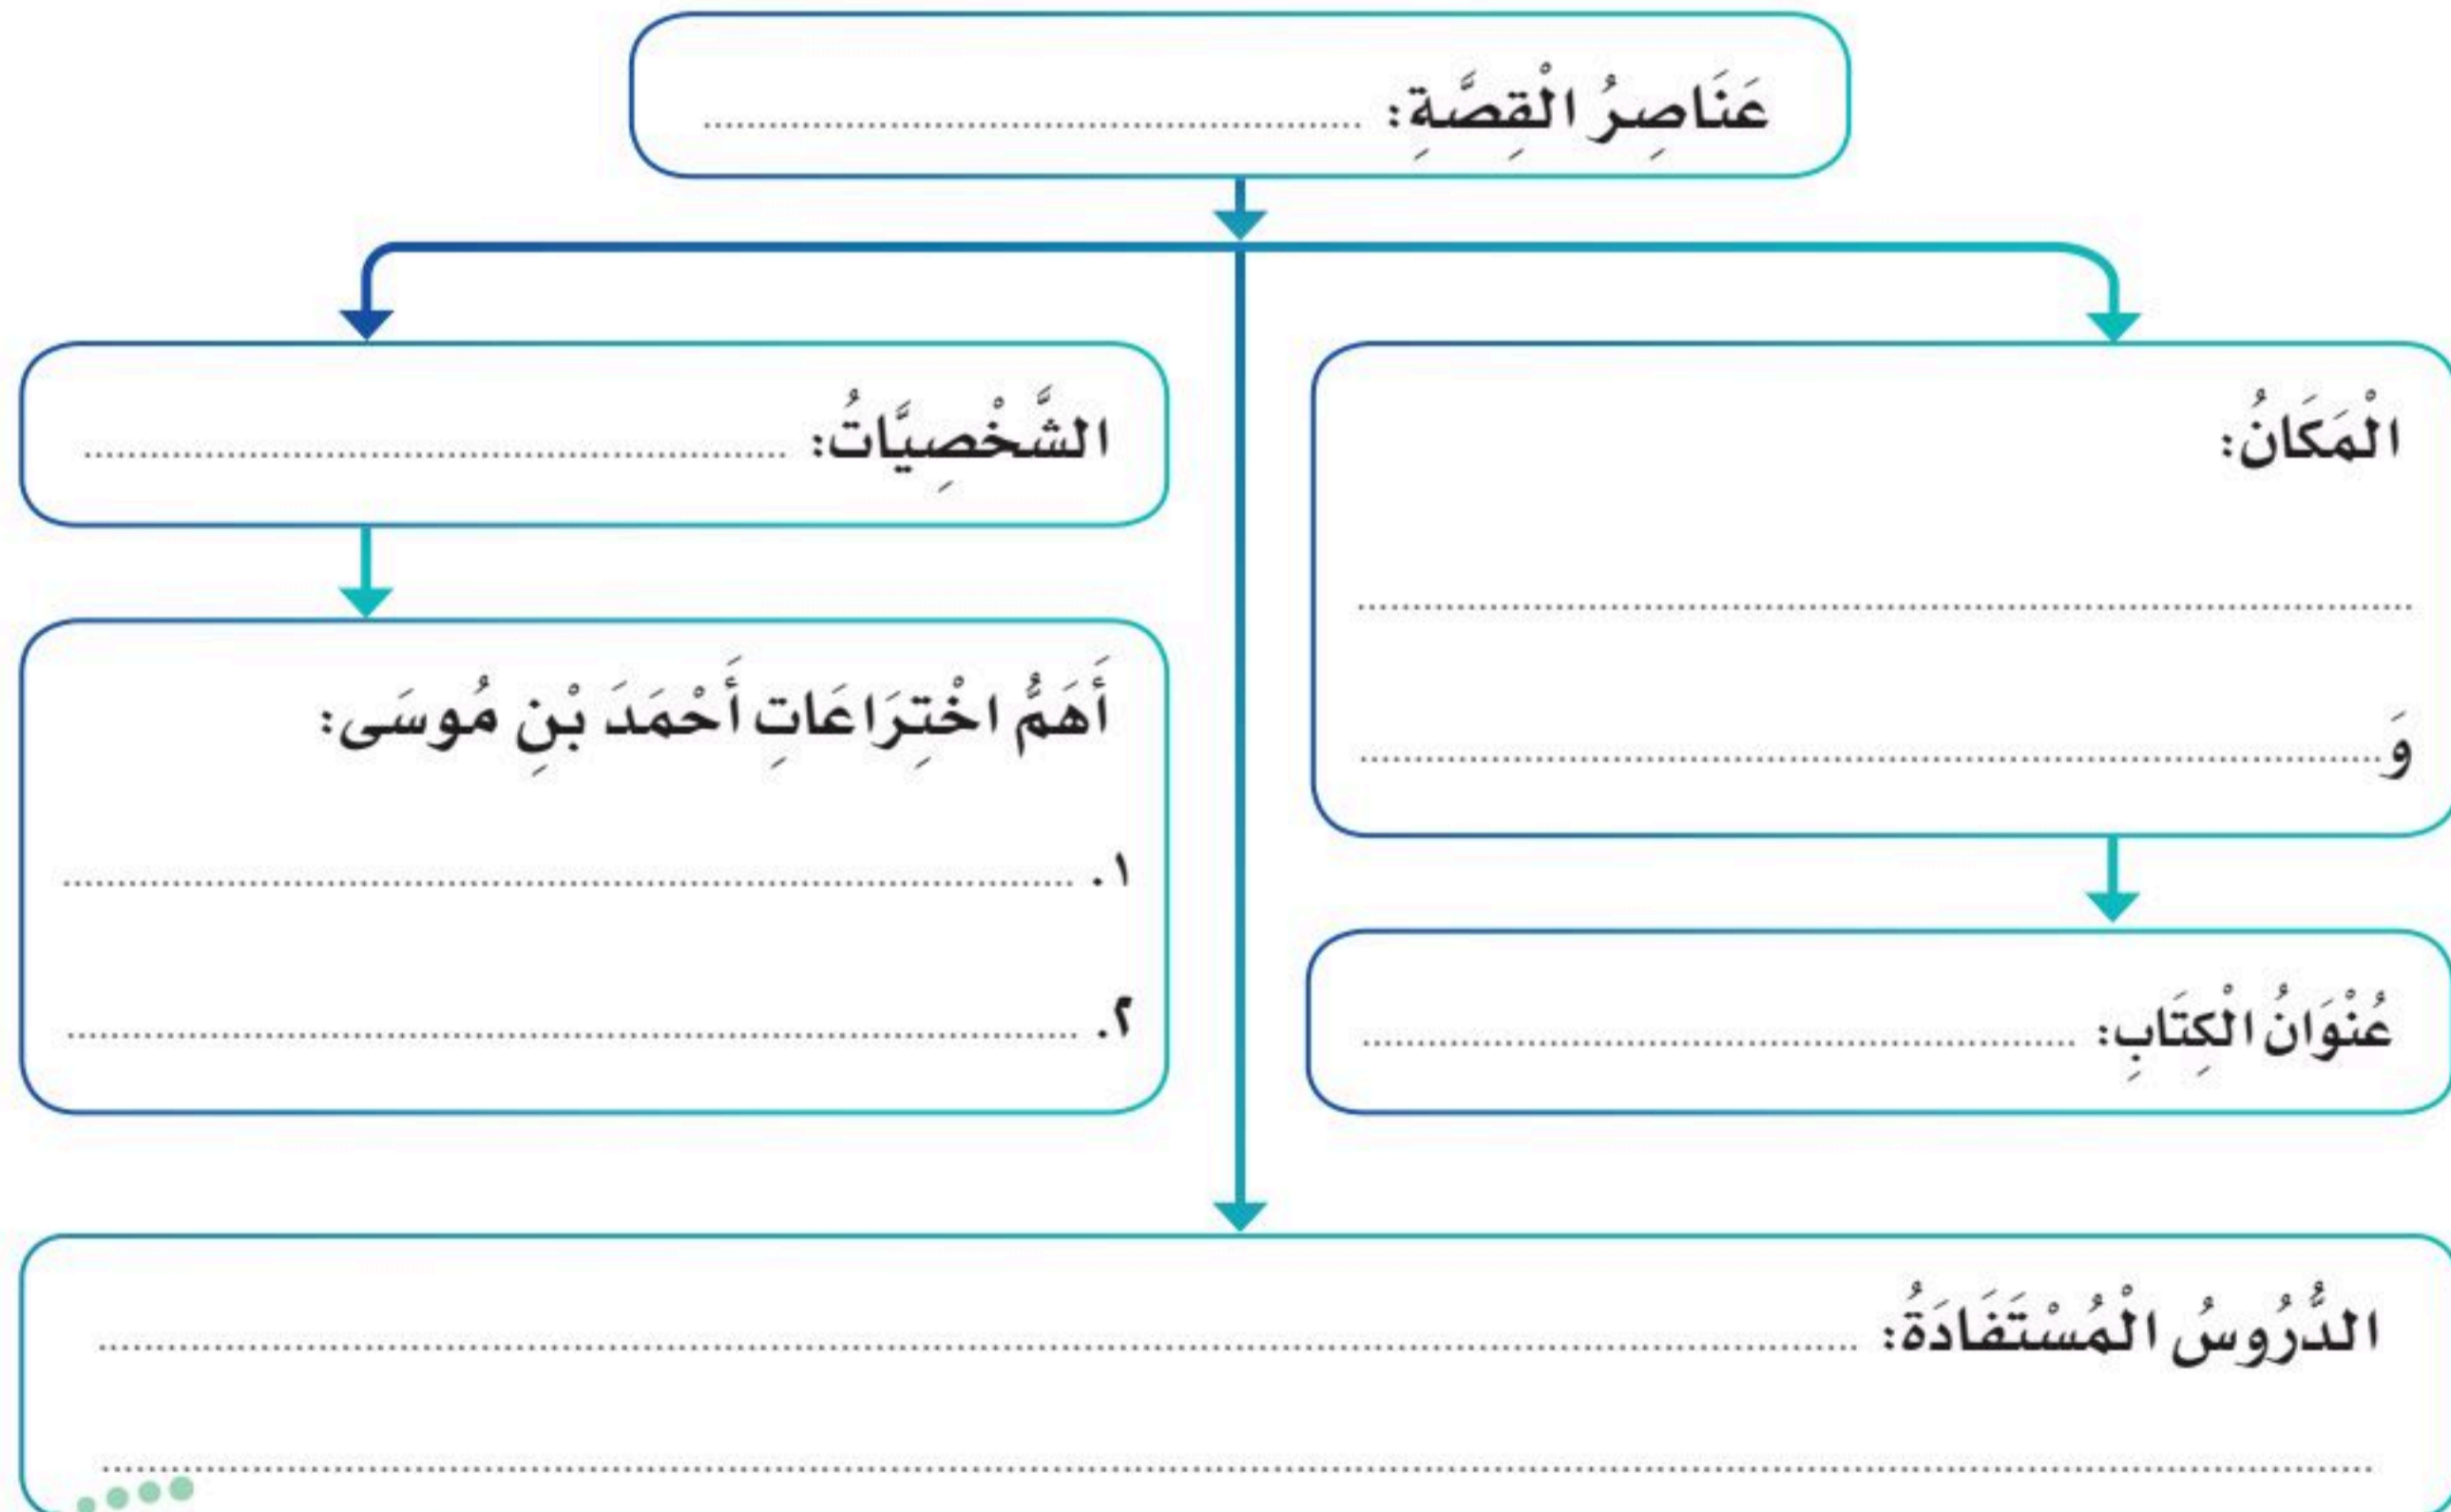 عَنَاصِرُ الْقِصَّةِ: ........................................
الْمَكَانُ:
........................................
وَ........................................
عُنْوَانُ الْكِتَابِ: ........................................
الشَّخْصِيَّاتُ: ........................................
أَهَمُّ اخْتِرَاعَاتِ أَحْمَدَ بْنِ مُوسَى:
١. ........................................
٢. ........................................
الدُّرُوسُ الْمُسْتَفَادَةُ: ........................................
........................................